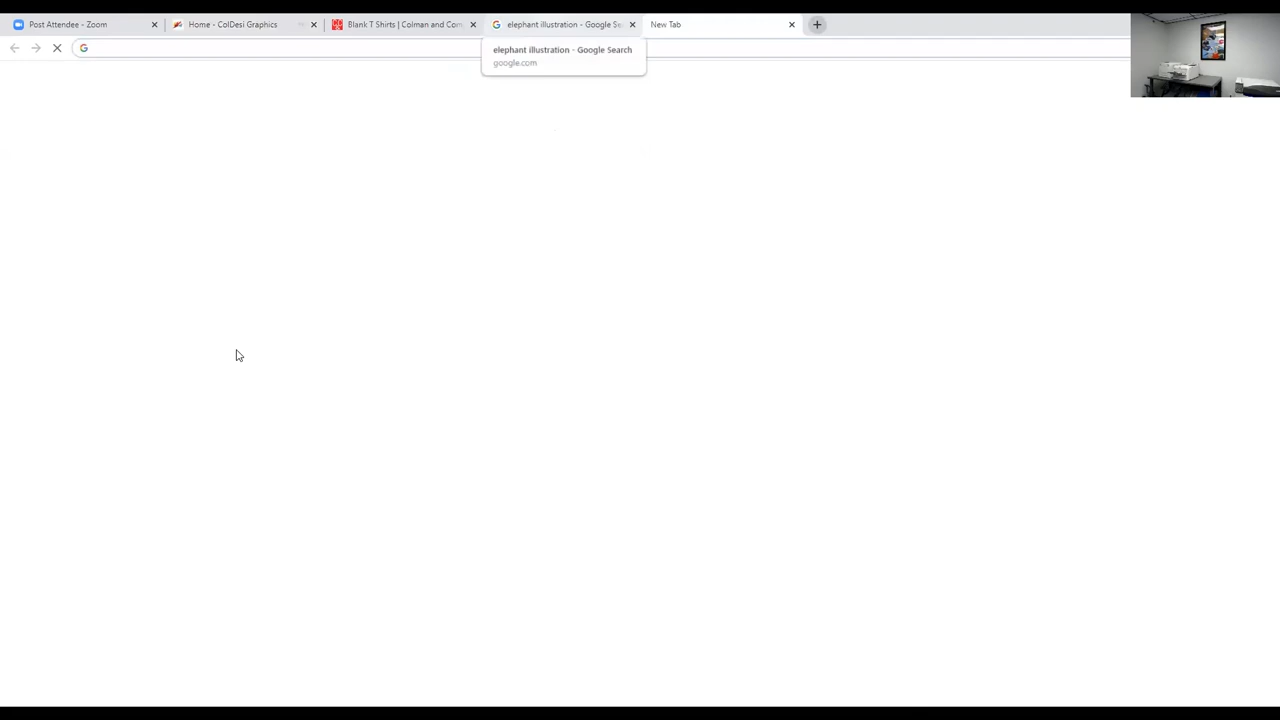 Post Attendee - Zoom
Home - ColDesi Graphics
Blank T Shirts | Colman and Com
elephant illustration - Google Sea
New Tab
elephant illustration - Google Search
google.com